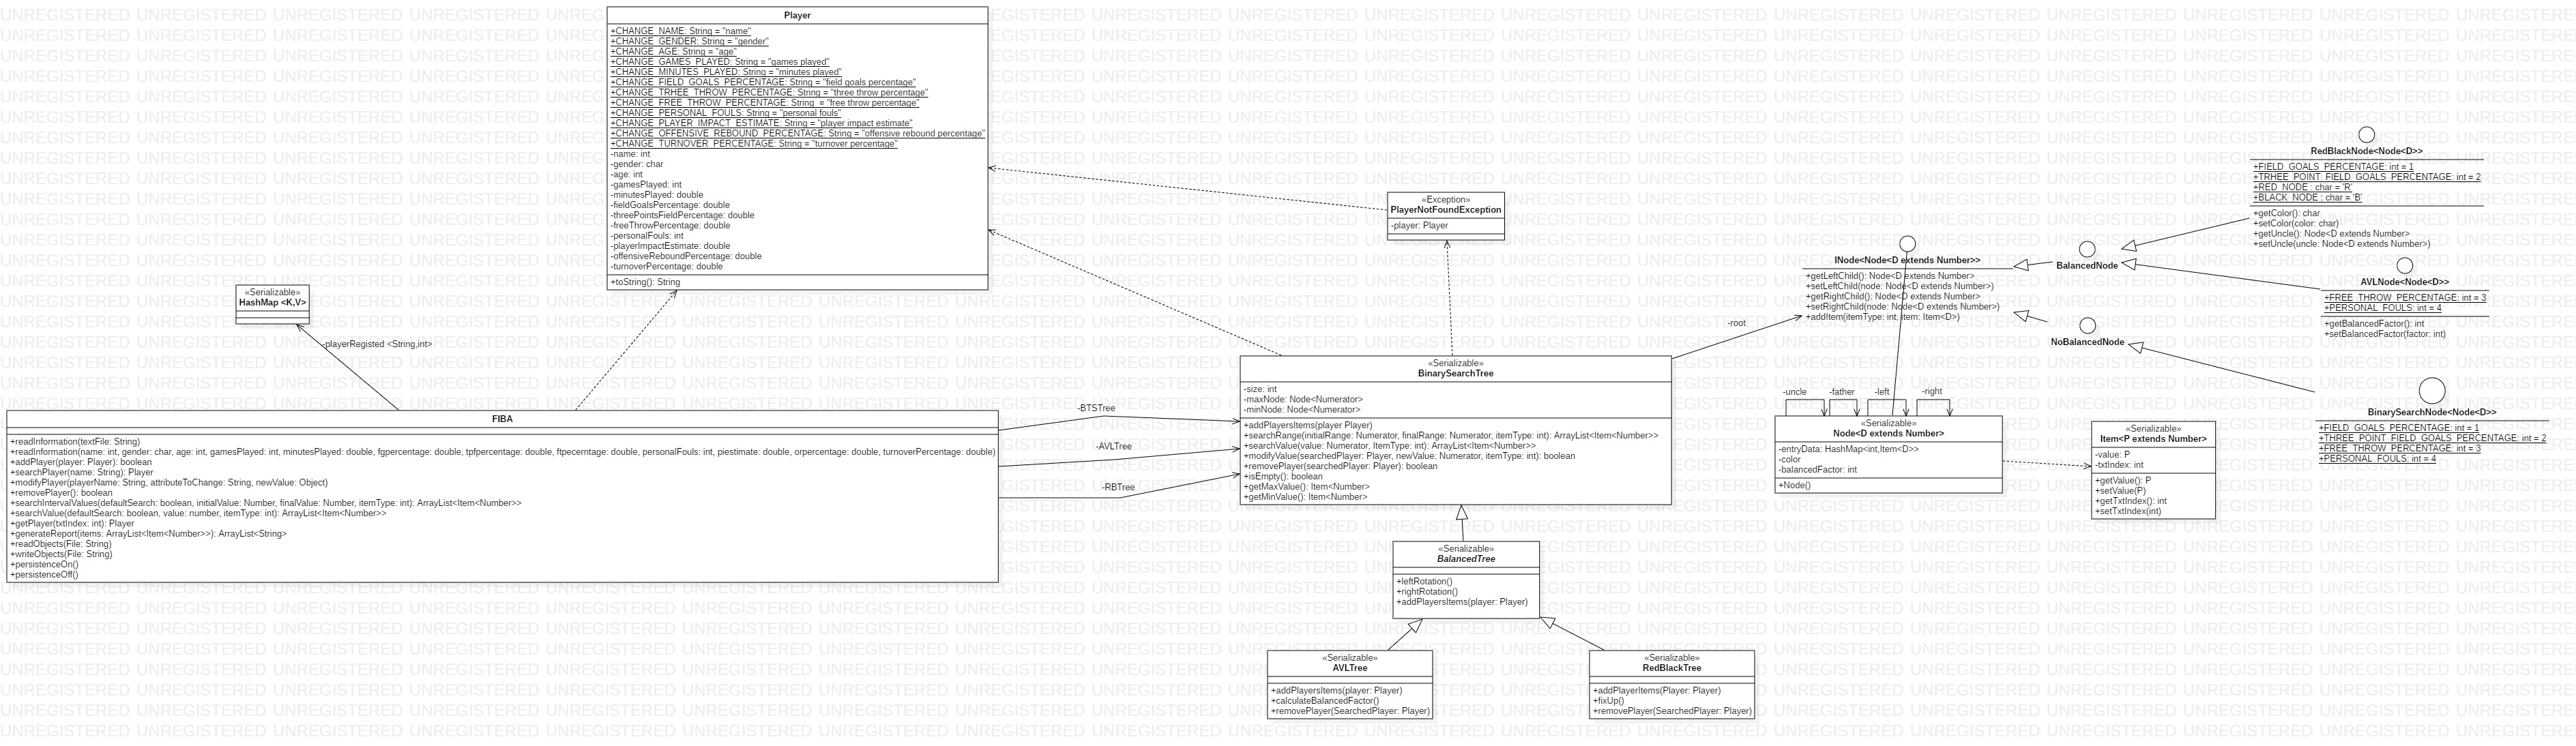 Player
+CHANGE_NAME: String = "name"
+CHANGE_GENDER: String = "gender"
+CHANGE_AGE: String = "age"
+CHANGE_GAMES_PLAYED: String = "games played"
+CHANGE_MINUTES_PLAYED: String = "minutes played"
+CHANGE_FIELD_GOALS_PERCENTAGE: String = "field goals percentage"
+CHANGE_TRHEE_THROW_PERCENTAGE: String = "three throw percentage"
+CHANGE_FREE_THROW_PERCENTAGE: String = "free throw percentage"
+CHANGE_PERSONAL_FOULS: String = "personal fouls"
+CHANGE_PLAYER_IMPACT_ESTIMATE: String = "player impact estimate"
+CHANGE_OFFENSIVE_REBOUND_PERCENTAGE: String = "offensive rebound percentage"
+CHANGE_TURNOVER_PERCENTAGE: String = "turnover percentage"
-name: int
-gender: char
-age: int
-gamesPlayed: int
-minutesPlayed: double
-fieldGoalsPercentage: double
-threePointsFieldPercentage: double
-freeThrowPercentage: double
-personalFouls: int
-playerImpactEstimate: double
-offensiveReboundPercentage: double
-turnoverPercentage: double
+toString(): String
«Serializable»
HashMap <K,V>
-playerRegisted <String,int>
FIBA
+readInformation(textFile: String)
+readInformation(name: int, gender: char, age: int, gamesPlayed: int, minutesPlayed: double, fgpercentage: double, tpfpercentage: double, ftpecerntage: double, personalFouls: int, piestimate: double, orpercentage: double, turnoverPercentage: double)
+addPlayer(player: Player): boolean
+searchPlayer(name: String): Player
+modifyPlayer(playerName: String, attributeToChange: String, newValue: Object)
+removePlayer(): boolean
+searchIntervalValues(defaultSearch: boolean, initialValue: Number, finalValue: Number, itemType: int): ArrayList<Item<Number>>
+searchValue(defaultSearch: boolean, value: number, itemType: int): ArrayList<Item<Number>>
+getPlayer(txtIndex: int): Player
+generateReport(items: ArrayList<Item<Number>>): ArrayList<String>
+readObjects(File: String)
+writeObjects(File: String)
+persistenceOn()
+persistenceOff()
-BTSTree
-AVLTree
-RBTree
«Exception»
PlayerNotFoundException
-player: Player
«Serializable»
BinarySearchTree
-size: int
-maxNode: Node<Numerator>
-minNode: Node<Numerator>
+addPlayersItems(player Player)
+searchRange(initialRange: Numerator, finalRange: Numerator, itemType: int): ArrayList<Item<Number>>
+searchValue(value: Numerator, ItemType: int): ArrayList<Item<Number>>
+modifyValue(searchedPlayer: Player, newValue: Numerator, itemType: int): boolean
+removePlayer(searchedPlayer: Player): boolean
+isEmpty(): boolean
+getMaxValue(): Item<Number>
+getMinValue(): Item<Number>
«Serializable»
BalancedTree
+leftRotation()
+rightRotation()
+addPlayersItems(player: Player)
«Serializable»
AVLTree
+addPlayersItems(player: Player)
+calculateBalancedFactor()
+removePlayer(SearchedPlayer: Player)
«Serializable»
RedBlackTree
+addPlayerItems(Player: Player)
+fixUp()
+removePlayer(SearchedPlayer: Player)
-root
INode<Node<D extends Number>>
+getLeftChild(): Node<D extends Number>
+setLeftChild(node: Node<D extends Number>)
+getRightChild(): Node<D extends Number>
+setRightChild(node: Node<D extends Number>)
+addItem(itemType: int, item: Item<D>)
-uncle
-father
-left
-right
«Serializable»
Node<D extends Number>
-entryData: HashMap<int,Item<D>>
-color
-balancedFactor: int
+Node()
«Serializable»
Item<P extends Number>
-value: P
-txtIndex: int
+getValue(): P
+setValue(P)
+getTxtIndex(): int
+setTxtIndex(int)
BalancedNode
NoBalancedNode
RedBlackNode<Node<D>>
+FIELD_GOALS_PERCENTAGE: int = 1
+TRHEE_POINT_FIELD_GOALS_PERCENTAGE: int = 2
+RED_NODE : char = 'R'
+BLACK_NODE : char = 'B'
+getColor(): char
+setColor(color: char)
+getUncle(): Node<D extends Number>
+setUncle(uncle: Node<D extends Number>)
AVLNode<Node<D>>
+FREE_THROW_PERCENTAGE: int = 3
+PERSONAL_FOULS: int = 4
+getBalancedFactor(): int
+setBalancedFactor(factor: int)
BinarySearchNode<Node<D>>
+FIELD_GOALS_PERCENTAGE: int = 1
+THREE_POINT_FIELD_GOALS_PERCENTAGE: int = 2
+FREE_THROW_PERCENTAGE: int = 3
+PERSONAL_FOULS: int = 4